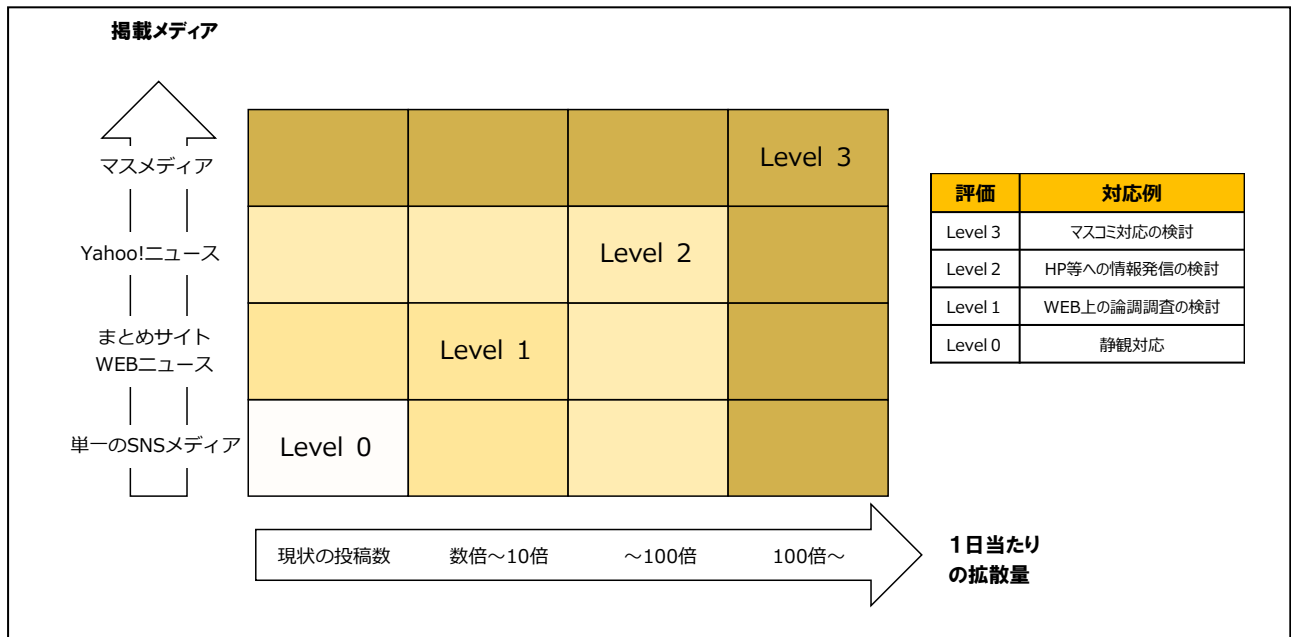 掲載メディア
マスメディア
Yahoo!ニュース
まとめサイト
WEBニュース
単一のSNSメディア
Level 3
Level 2
Level 1
Level 0
現状の投稿数
数倍～10倍
～100倍
100倍～
1日当たり
の拡散量
評価 対応例
Level 3 マスコミ対応の検討
Level 2 HP等への情報発信の検討
Level 1 WEB上の論調調査の検討
Level 0 静観対応